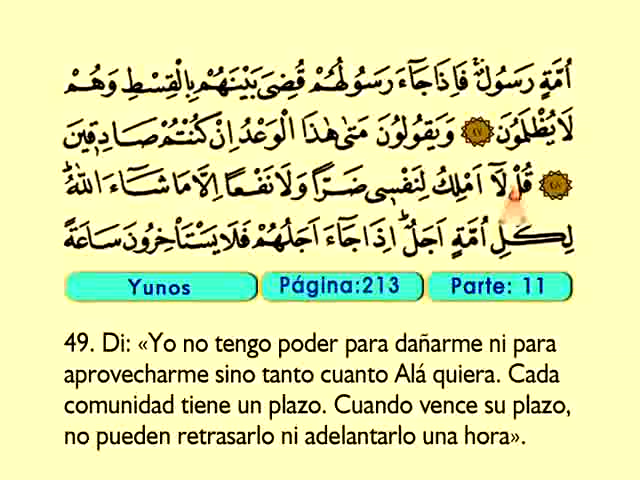 اُمَّةٍ رَسُولٌۚ فَاِذَا جَٓاءَ رَسُولُهُمْ قُضِىَ بَيْنَهُمْ بِالْقِسْطِ وَهُمْ
لَا يُظْلَمُونَ ﴿٤٧﴾ وَيَقُولُونَ مَتٰى هٰذَا الْوَعْدُ اِنْ كُنْتُمْ صَادِقٖينَ
﴿٤٨﴾ قُلْ لَٓا اَمْلِكُ لِنَفْسٖى ضَرًّا وَلَا نَفْعًا اِلَّا مَا شَٓاءَ اللّٰهُۜ
لِكُلِّ اُمَّةٍ اَجَلٌۜ اِذَا جَٓاءَ اَجَلُهُمْ فَلَا يَسْتَأْخِرُونَ سَاعَةً
Yunos Página:213 Parte: 11
49. Di: «Yo no tengo poder para dañarme ni para
aprovecharme sino tanto cuanto Alá quiera. Cada
comunidad tiene un plazo. Cuando vence su plazo,
no pueden retrasarlo ni adelantarlo una hora».